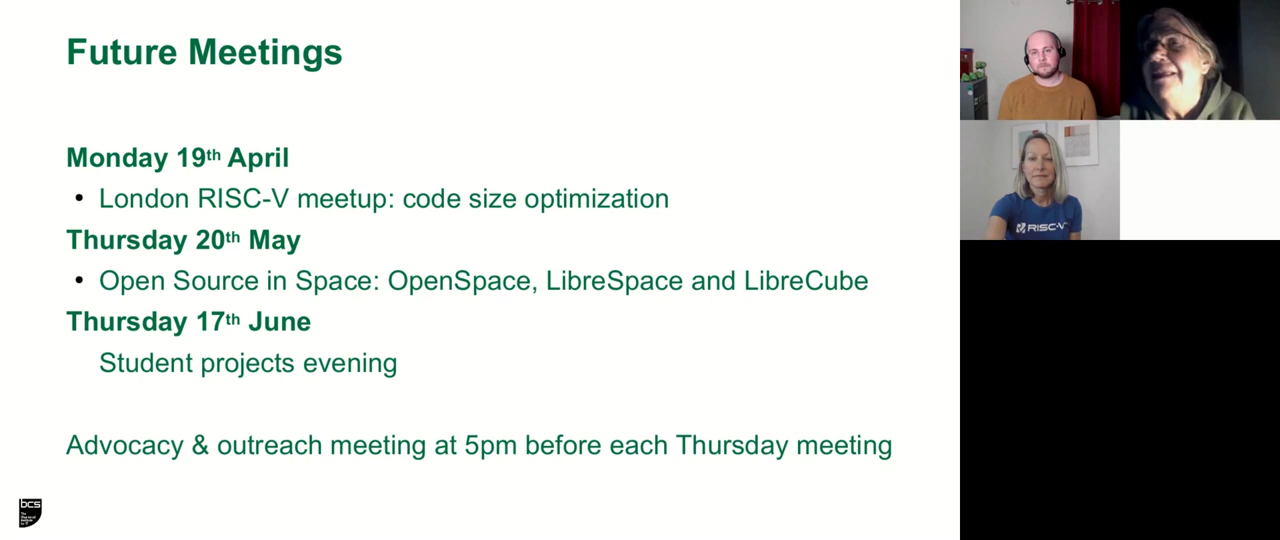 Future Meetings
Monday 19th April
• London RISC-V meetup: code size optimization
Thursday 20th May
• Open Source in Space: OpenSpace, LibreSpace and LibreCube
Thursday 17th June
Student projects evening
Advocacy & outreach meeting at 5pm before each Thursday meeting
bcs
RISC-V